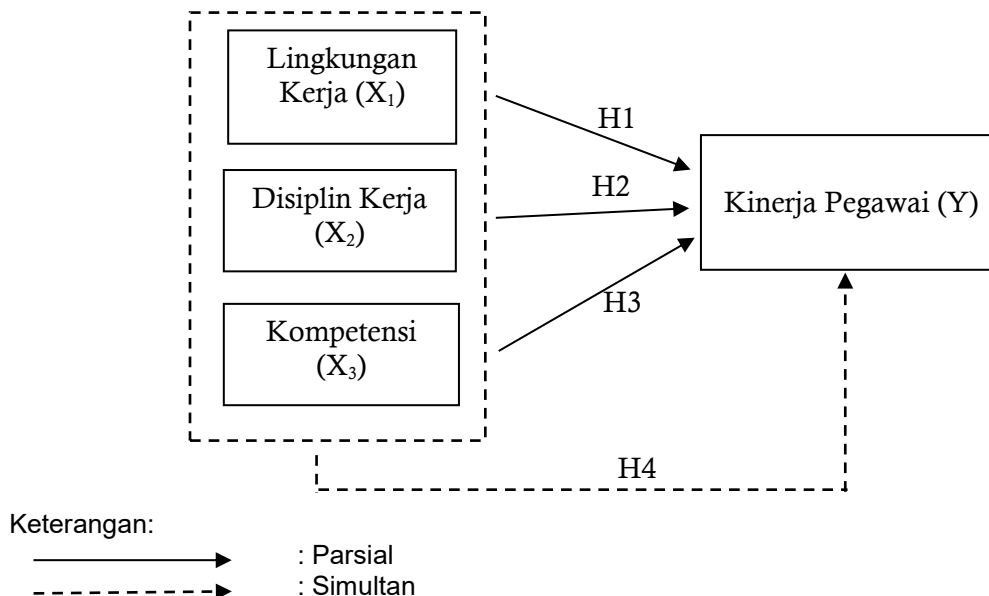 Lingkungan
Kerja (X₁)
H1
Disiplin Kerja
(X₂)
H2
Kinerja Pegawai (Y)
Kompetensi
(X₃)
H3
H4
Keterangan:
: Parsial
: Simultan